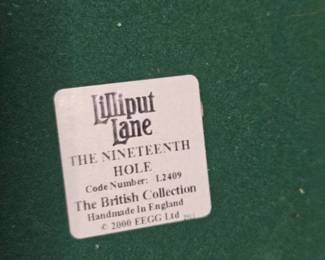 Lilliput
Lane
THE NINETEENTH
HOLE
Code Number: L2409
The British Collection
Handmade In England
© 2000 EEGG Ltd